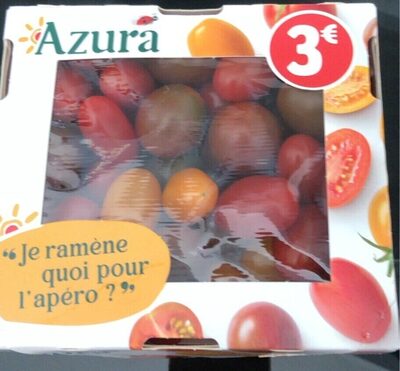 Azura
3€
“Je ramène
quoi pour
l'apéro ?”